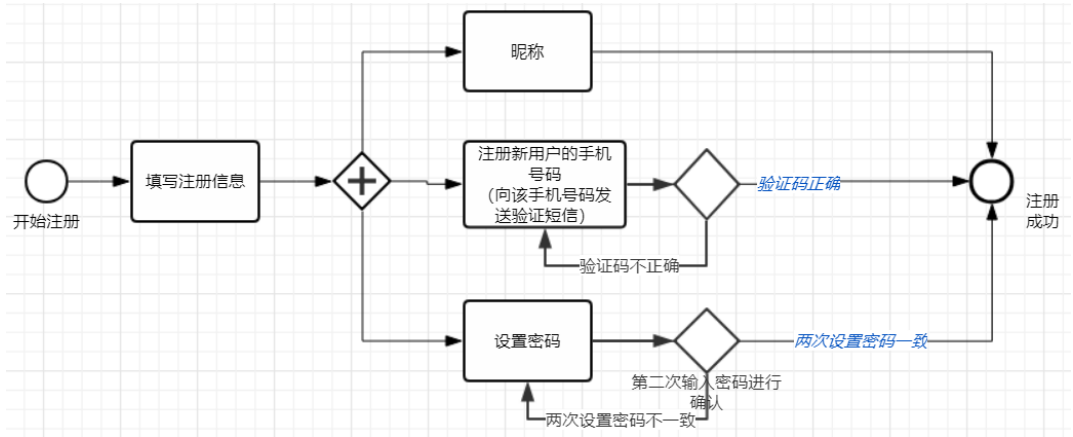 昵称
注册新用户的手机
号码
（向该手机号码发
送验证短信）
填写注册信息
验证码正确
开始注册
注册
成功
验证码不正确
设置密码
两次设置密码一致
第二次输入密码进行
确认
两次设置密码不一致